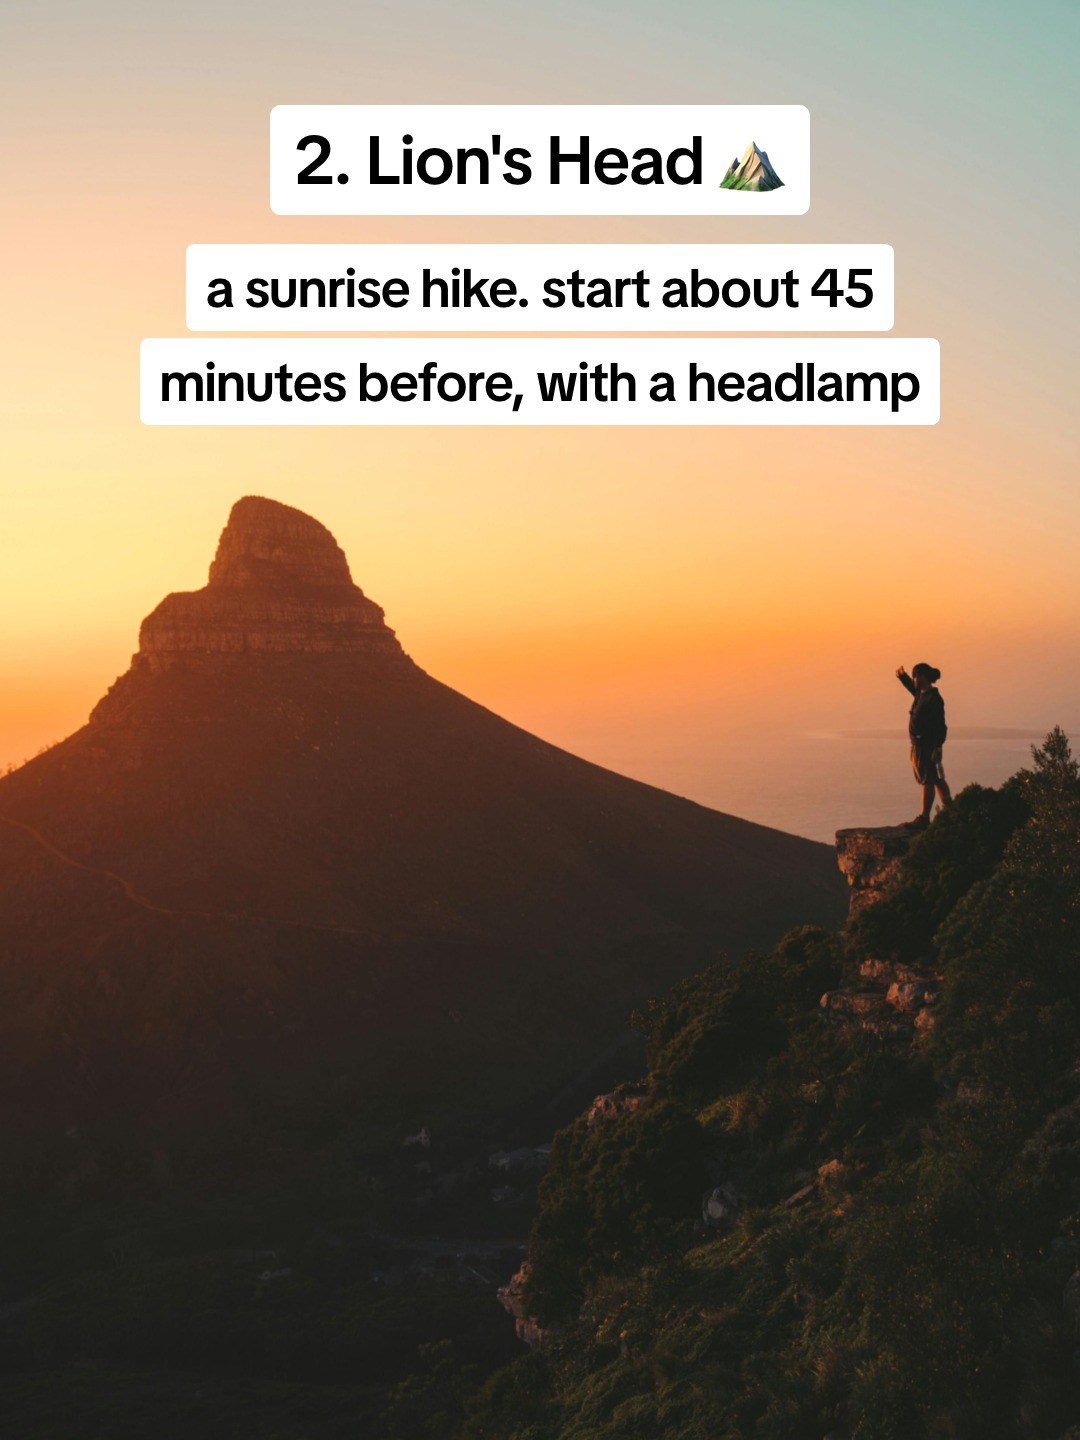 2. Lion's Head ⛰️
a sunrise hike. start about 45
minutes before, with a headlamp